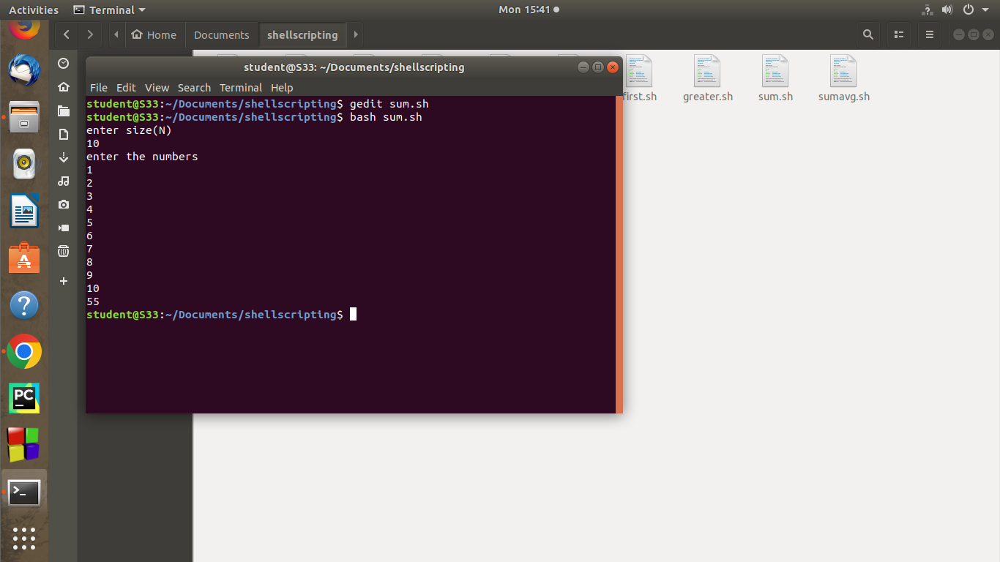 Activities Terminal Mon 15:41
Home Documents shellscripting
student@S33: ~/Documents/shellscripting
File Edit View Search Terminal Help
first.sh greater.sh sum.sh sumavg.sh
student@S33:~/Documents/shellscripting$ gedit sum.sh
student@S33:~/Documents/shellscripting$ bash sum.sh
enter size(N)
10
enter the numbers
1
2
3
4
5
6
7
8
9
10
55
student@S33:~/Documents/shellscripting$
PC